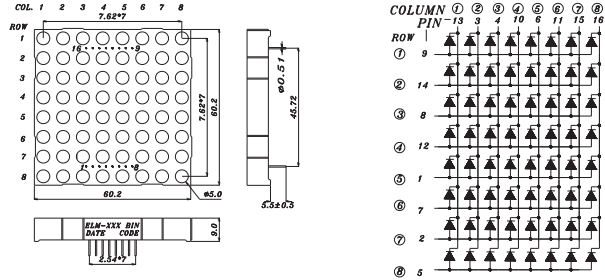 COL. 1 2 3 4 5 6 7 8
7.62*7
ROW
1
16 9
2
3
4
5
6
7
1 8
8
7.62*7
60.2
60.2
ø5.0
ø0.51
45.72
5.5±0.5
ELM-XXX BIN
DATE CODE
2.54*7
9.0
COLUMN ① ② ③ ④ ⑤ ⑥ ⑦ ⑧
PIN 13 3 4 10 6 11 15 16
ROW
① 9
② 14
③ 8
④ 12
⑤ 1
⑥ 7
⑦ 2
⑧ 5